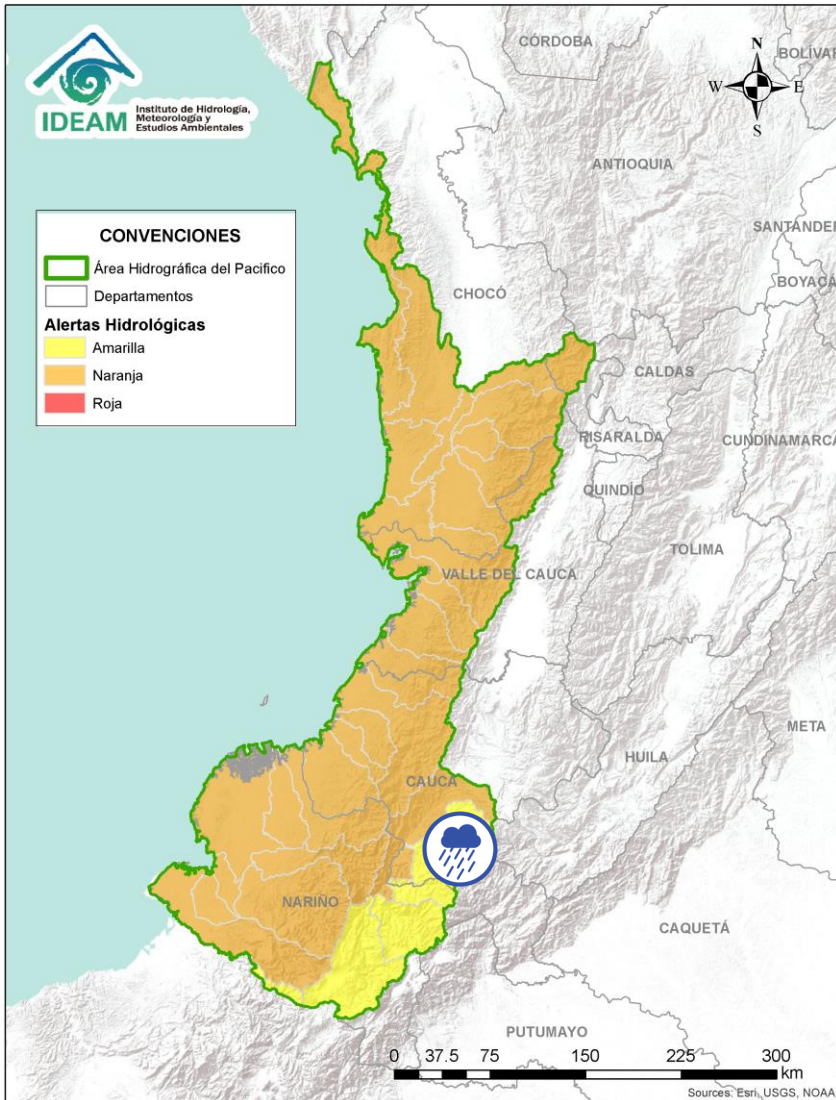 IDEAM
Instituto de Hidrología,
Meteorología y
Estudios Ambientales
N
W
E
S
CÓRDOBA
BOLÍVAR
ANTIOQUIA
SANTANDER
BOYACÁ
CHOCÓ
CALDAS
RISARALDA
CUNDINAMARCA
QUINDÍO
TOLIMA
VALLE DEL CAUCA
META
HUILA
CAUCA
NARIÑO
CAQUETÁ
PUTUMAYO
CONVENCIONES
Área Hidrográfica del Pacifico
Departamentos
Alertas Hidrológicas
Amarilla
Naranja
Roja
0 37.5 75 150 225 300
km
Sources: Esri, USGS, NOAA